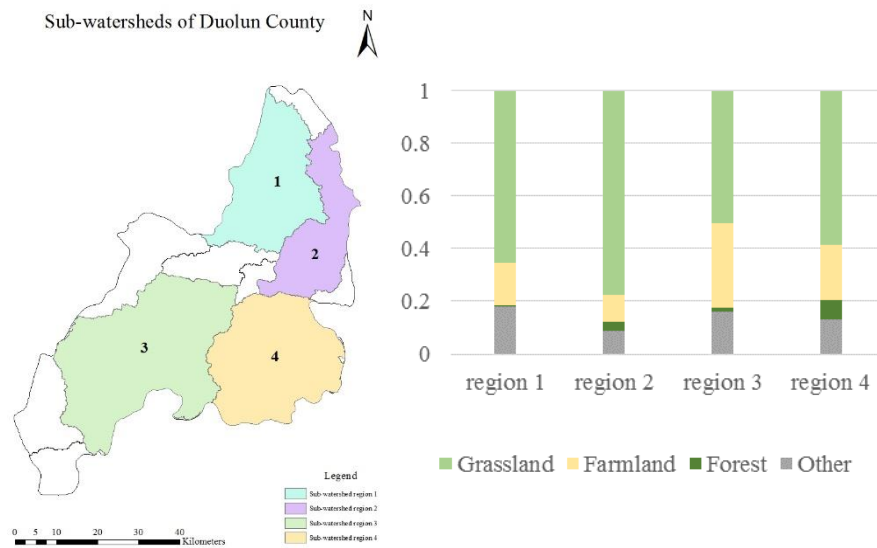 Sub-watersheds of Duolun County
N
1
2
3
4
Legend
Sub-watershed region 1
Sub-watershed region 2
Sub-watershed region 3
Sub-watershed region 4
0 5 10 20 30 40
Kilometers
1
0.8
0.6
0.4
0.2
0
region 1 region 2 region 3 region 4
Grassland Farmland Forest Other